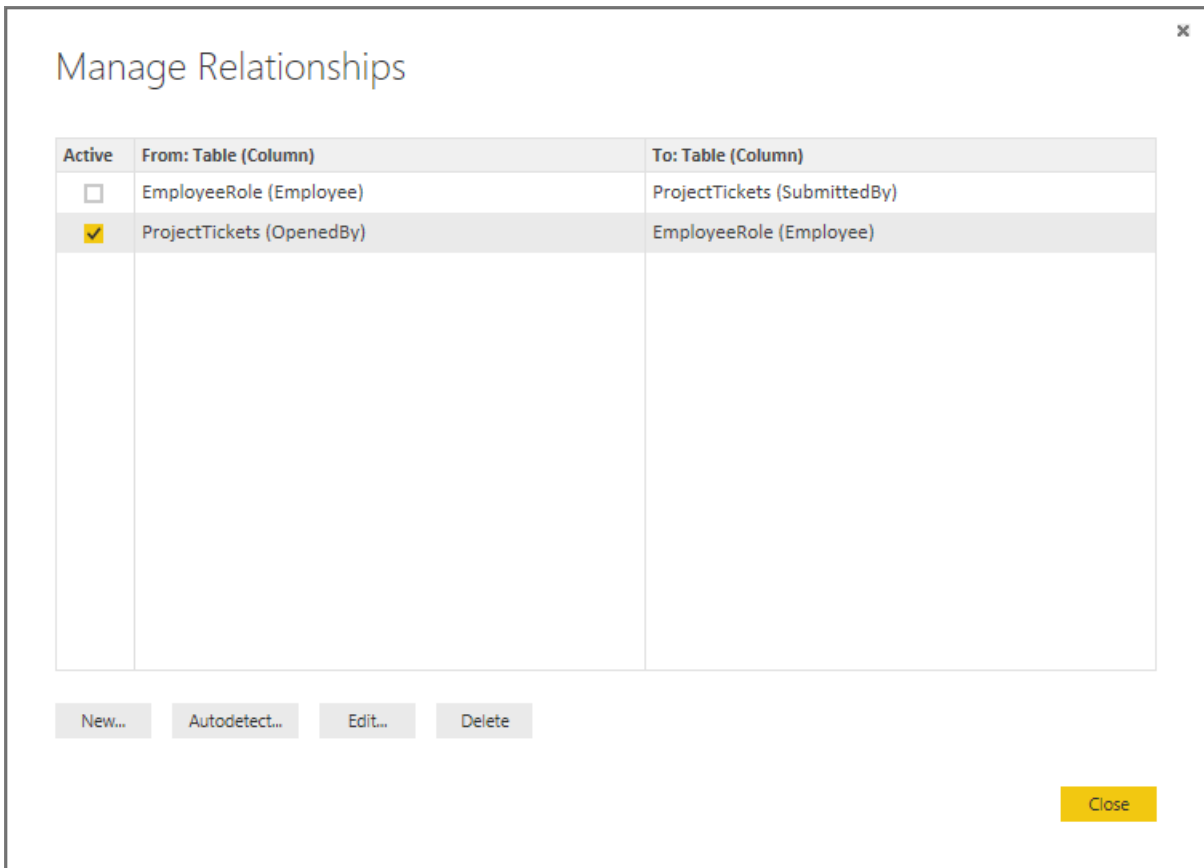 Manage Relationships
Active From: Table (Column) To: Table (Column)
EmployeeRole (Employee) ProjectTickets (SubmittedBy)
ProjectTickets (OpenedBy) EmployeeRole (Employee)
New... Autodetect... Edit... Delete
Close